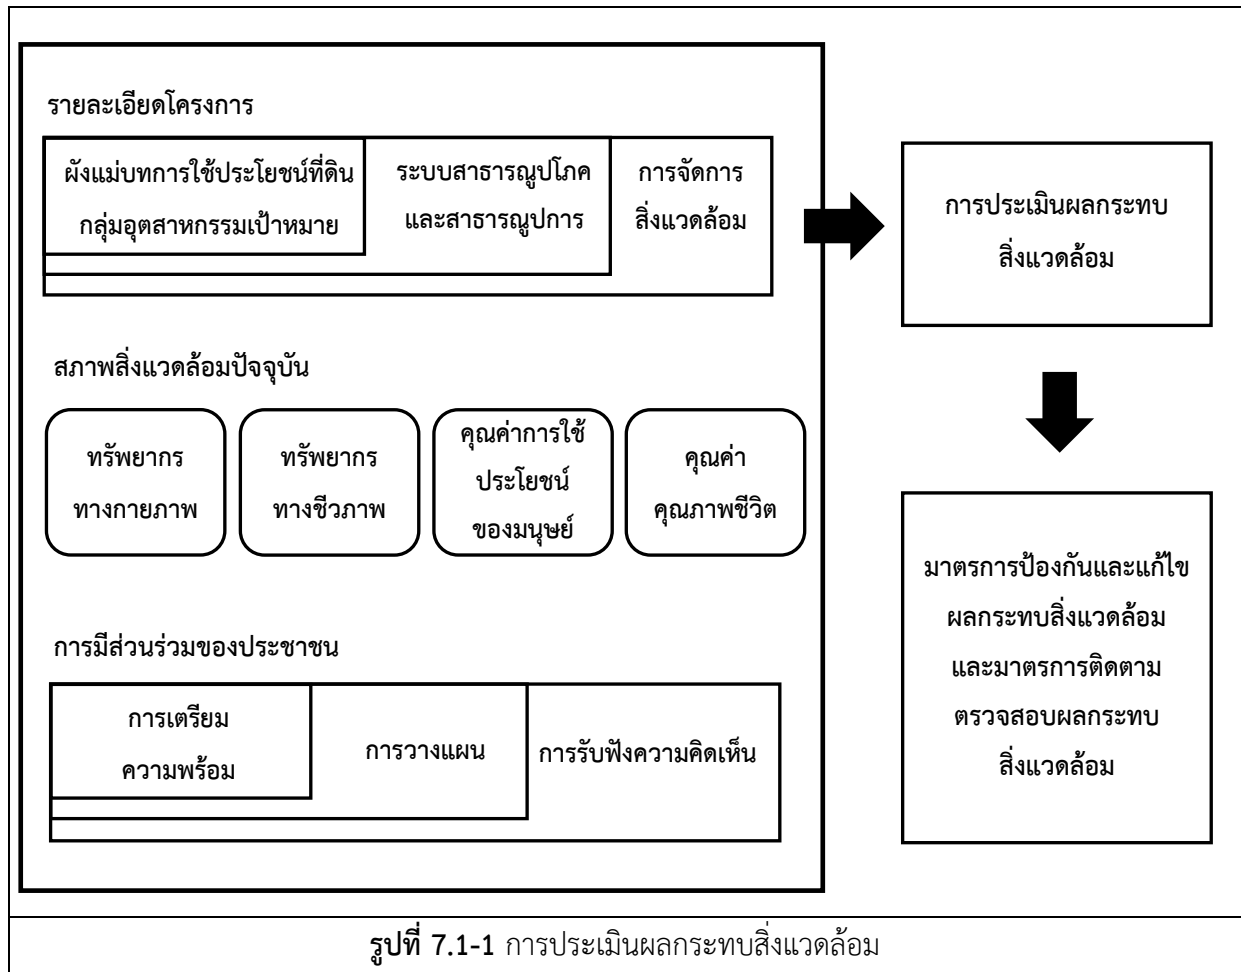 รายละเอียดโครงการ
ผังแม่บทการใช้ประโยชน์ที่ดิน
กลุ่มอุตสาหกรรมเป้าหมาย
ระบบสาธารณูปโภค
และสาธารณูปการ
การจัดการ
สิ่งแวดล้อม
สภาพสิ่งแวดล้อมปัจจุบัน
ทรัพยากร
ทางกายภาพ
ทรัพยากร
ทางชีวภาพ
คุณค่าการใช้
ประโยชน์
ของมนุษย์
คุณค่า
คุณภาพชีวิต
การมีส่วนร่วมของประชาชน
การเตรียม
ความพร้อม
การวางแผน
การรับฟังความคิดเห็น
การประเมินผลกระทบ
สิ่งแวดล้อม
มาตรการป้องกันและแก้ไข
ผลกระทบสิ่งแวดล้อม
และมาตรการติดตาม
ตรวจสอบผลกระทบ
สิ่งแวดล้อม
รูปที่ 7.1-1 การประเมินผลกระทบสิ่งแวดล้อม